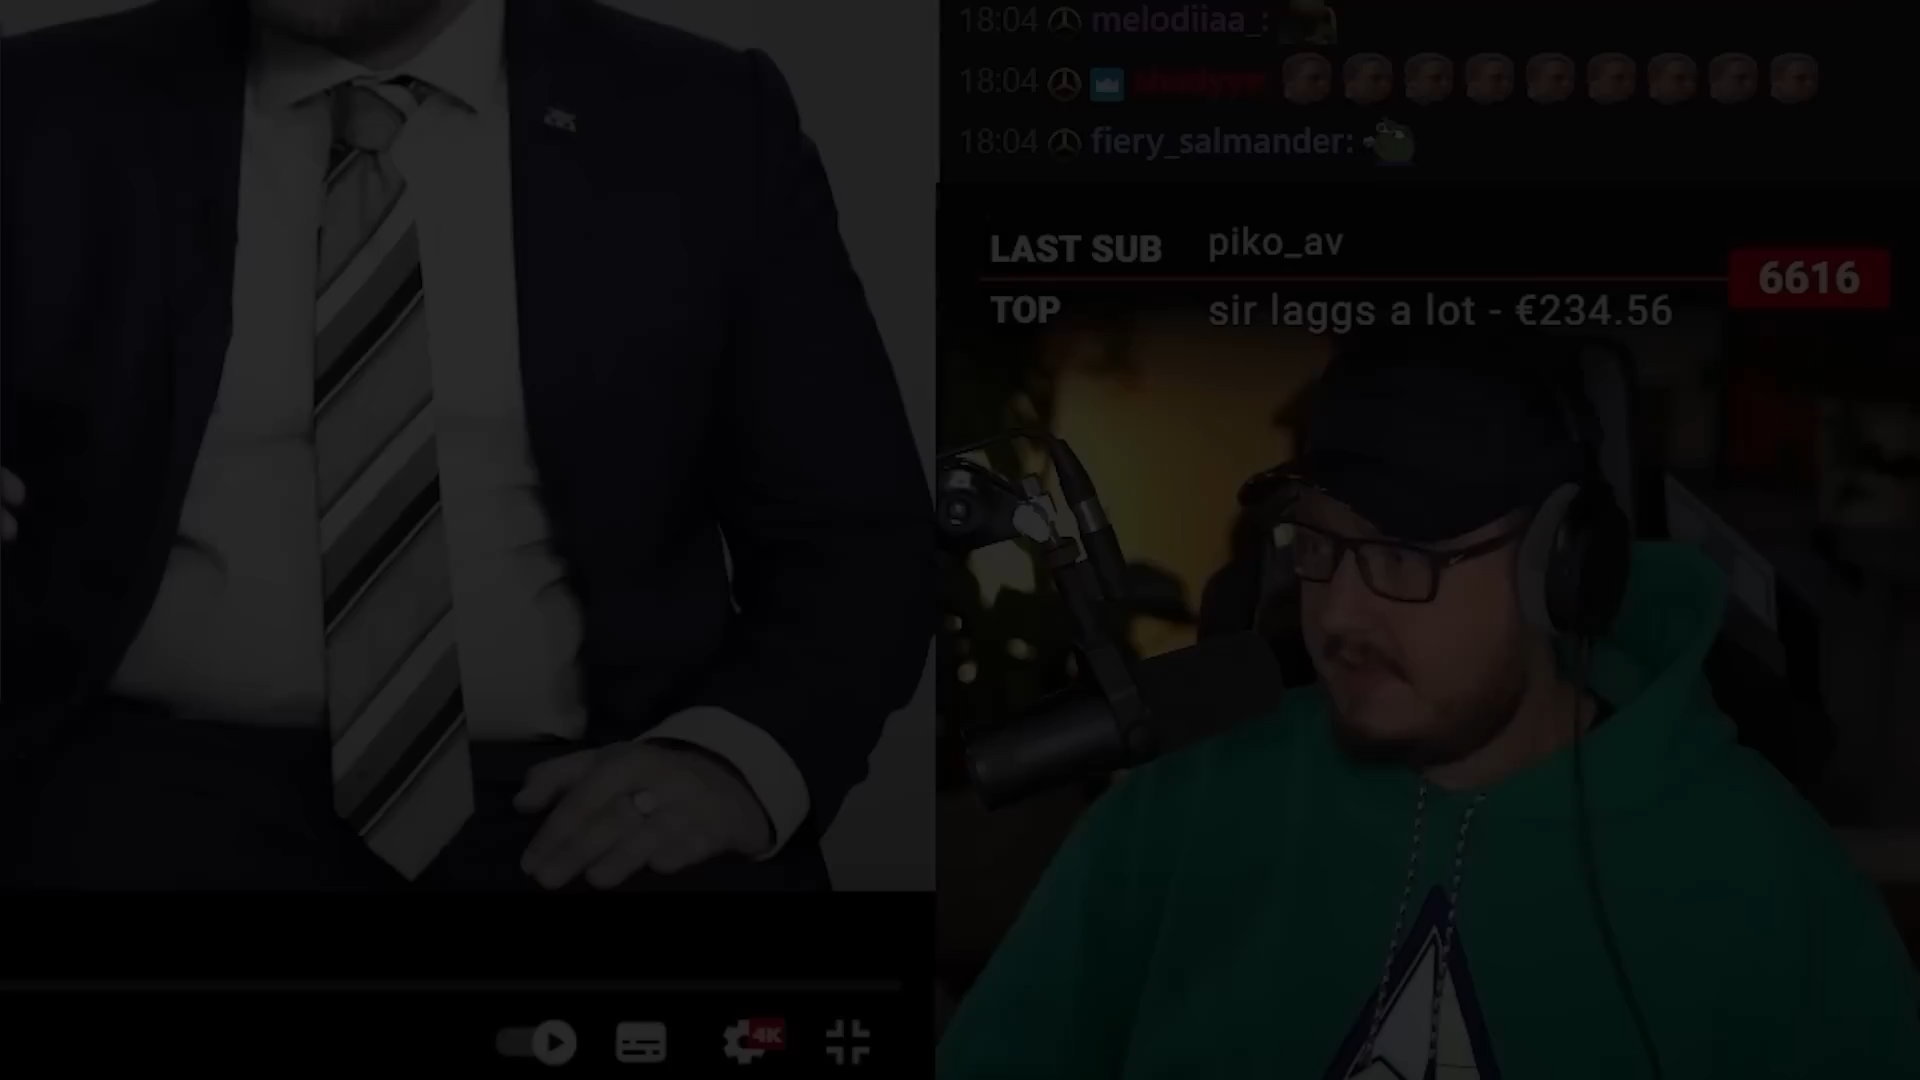 18:04 melodiiaa_:
18:04
18:04 fiery_salmander:
LAST SUB piko_av
6616
TOP sir laggs a lot - €234.56
4K